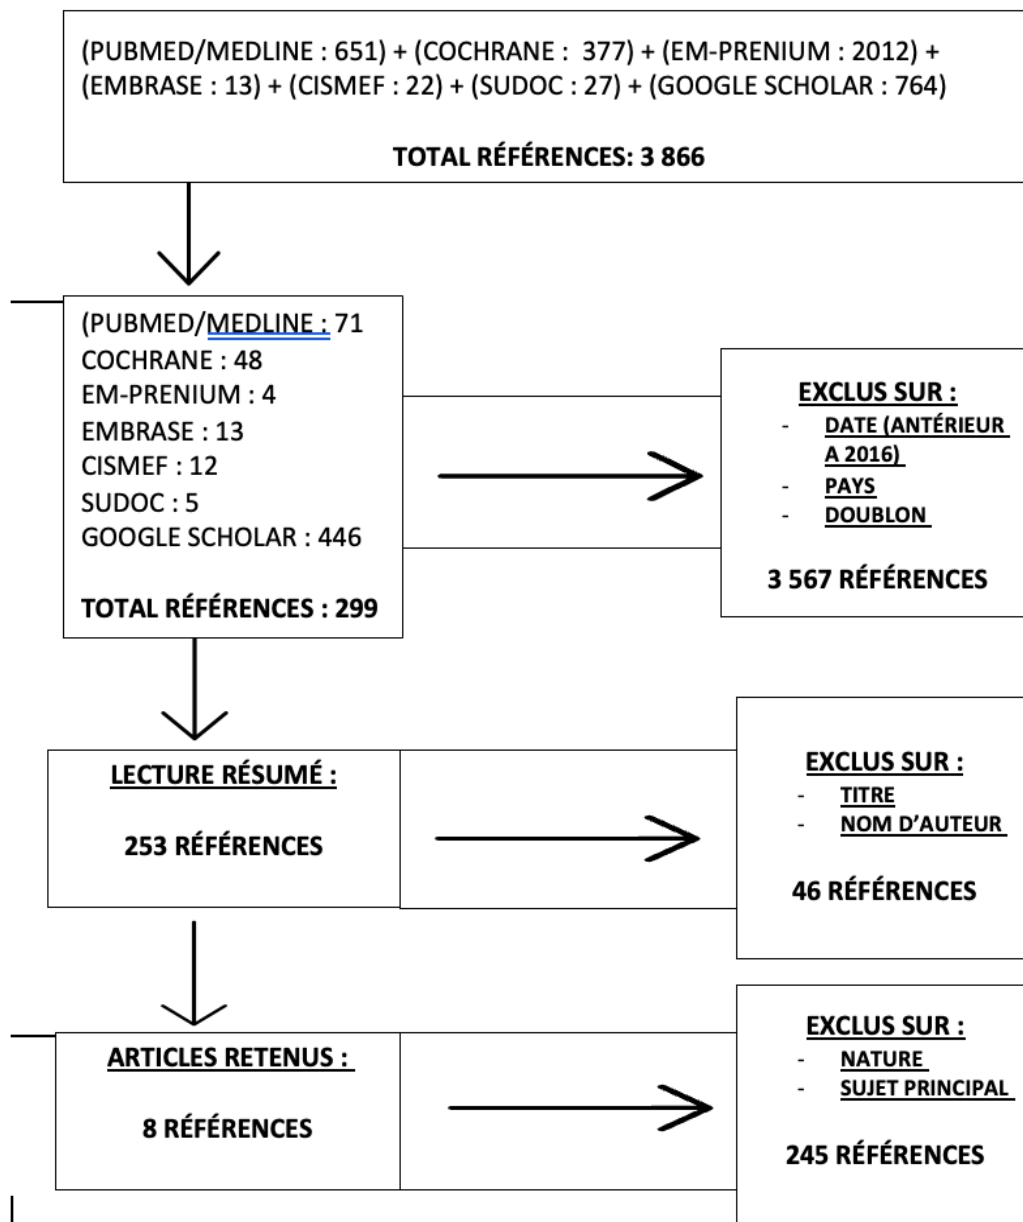 (PUBMED/MEDLINE : 651) + (COCHRANE : 377) + (EM-PRENIUM : 2012) +
(EMBRASE : 13) + (CISMEF : 22) + (SUDOC : 27) + (GOOGLE SCHOLAR : 764)
TOTAL RÉFÉRENCES: 3 866
(PUBMED/MEDLINE : 71
COCHRANE : 48
EM-PRENIUM : 4
EMBRASE : 13
CISMEF : 12
SUDOC : 5
GOOGLE SCHOLAR : 446
TOTAL RÉFÉRENCES : 299
EXCLUS SUR :
- DATE (ANTÉRIEUR
A 2016)
- PAYS
- DOUBLON
3 567 RÉFÉRENCES
LECTURE RÉSUMÉ :
253 RÉFÉRENCES
EXCLUS SUR :
- TITRE
- NOM D'AUTEUR
46 RÉFÉRENCES
ARTICLES RETENUS :
8 RÉFÉRENCES
EXCLUS SUR :
- NATURE
- SUJET PRINCIPAL
245 RÉFÉRENCES